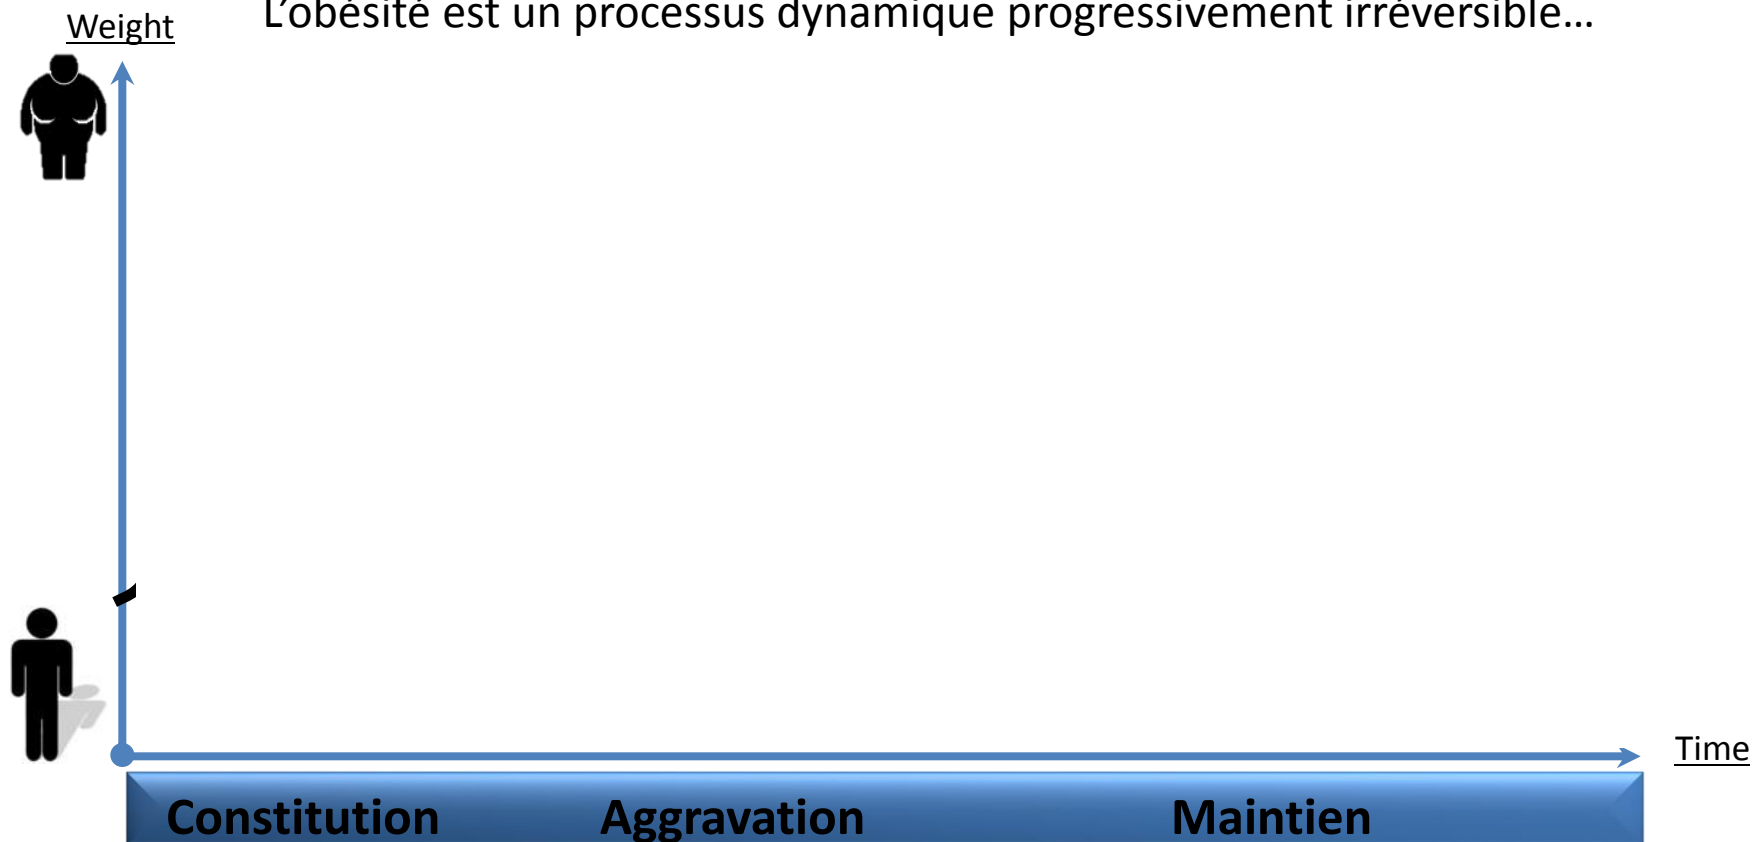 L’obésité est un processus dynamique progressivement irréversible…
Weight
Time
Constitution Aggravation Maintien